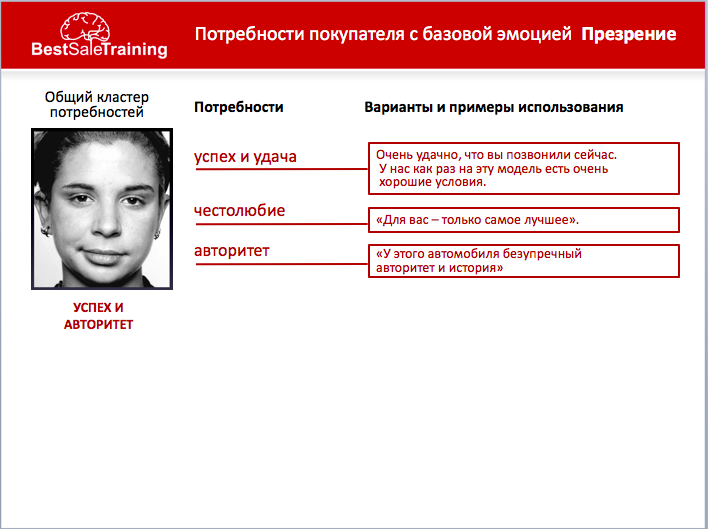 BestSaleTraining
Потребности покупателя с базовой эмоцией Презрение
Общий кластер
потребностей
Потребности
Варианты и примеры использования
успех и удача
Очень удачно, что вы позвонили сейчас.
У нас как раз на эту модель есть очень
хорошие условия.
честолюбие
«Для вас – только самое лучшее».
авторитет
«У этого автомобиля безупречный
авторитет и история»
УСПЕХ И
АВТОРИТЕТ